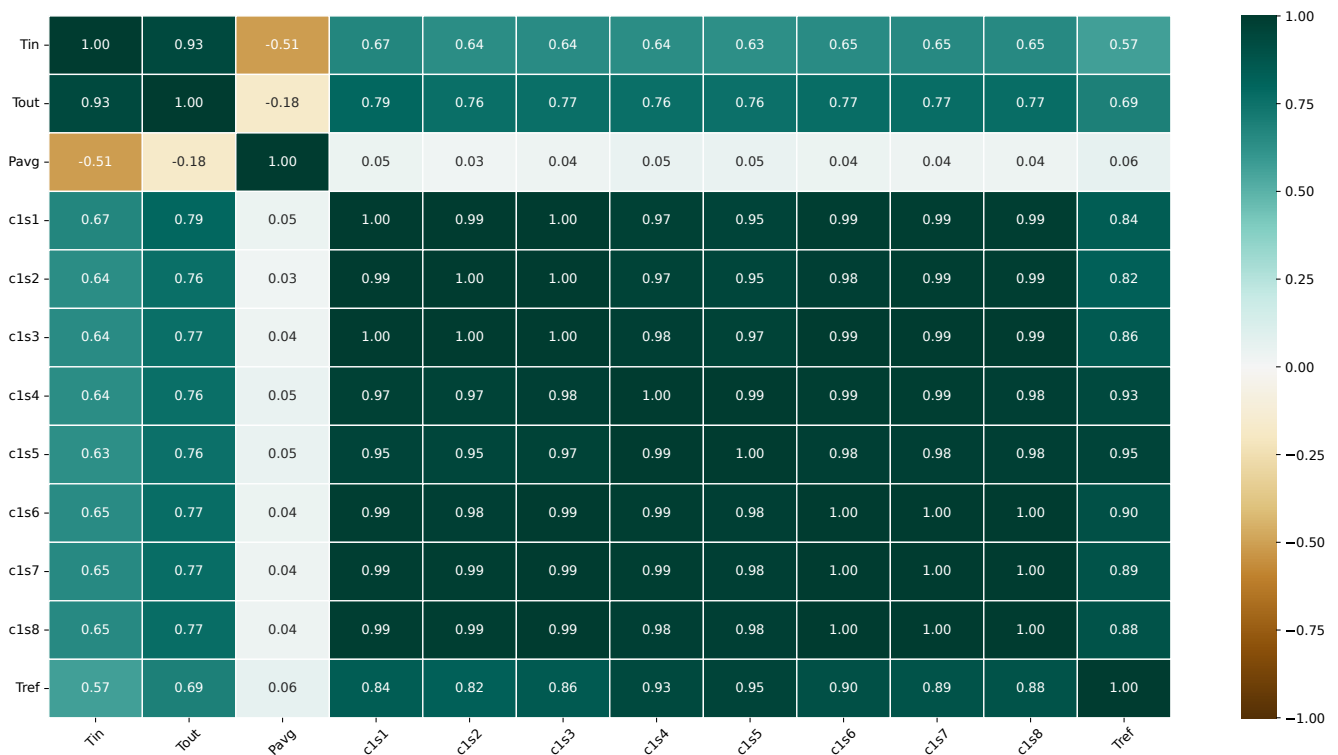 Tin 1.00 0.93 -0.51 0.67 0.64 0.64 0.64 0.63 0.65 0.65 0.65 0.57
Tout 0.93 1.00 -0.18 0.79 0.76 0.77 0.76 0.76 0.77 0.77 0.77 0.69
Pavg -0.51 -0.18 1.00 0.05 0.03 0.04 0.05 0.05 0.04 0.04 0.04 0.06
c1s1 0.67 0.79 0.05 1.00 0.99 1.00 0.97 0.95 0.99 0.99 0.99 0.84
c1s2 0.64 0.76 0.03 0.99 1.00 1.00 0.97 0.95 0.98 0.99 0.99 0.82
c1s3 0.64 0.77 0.04 1.00 1.00 1.00 0.98 0.97 0.99 0.99 0.99 0.86
c1s4 0.64 0.76 0.05 0.97 0.97 0.98 1.00 0.99 0.99 0.99 0.98 0.93
c1s5 0.63 0.76 0.05 0.95 0.95 0.97 0.99 1.00 0.98 0.98 0.98 0.95
c1s6 0.65 0.77 0.04 0.99 0.98 0.99 0.99 0.98 1.00 1.00 1.00 0.90
c1s7 0.65 0.77 0.04 0.99 0.99 0.99 0.99 0.98 1.00 1.00 1.00 0.89
c1s8 0.65 0.77 0.04 0.99 0.99 0.99 0.98 0.98 1.00 1.00 1.00 0.88
Tref 0.57 0.69 0.06 0.84 0.82 0.86 0.93 0.95 0.90 0.89 0.88 1.00
Tin Tout Pavg c1s1 c1s2 c1s3 c1s4 c1s5 c1s6 c1s7 c1s8 Tref
1.00
0.75
0.50
0.25
0.00
−0.25
−0.50
−0.75
−1.00